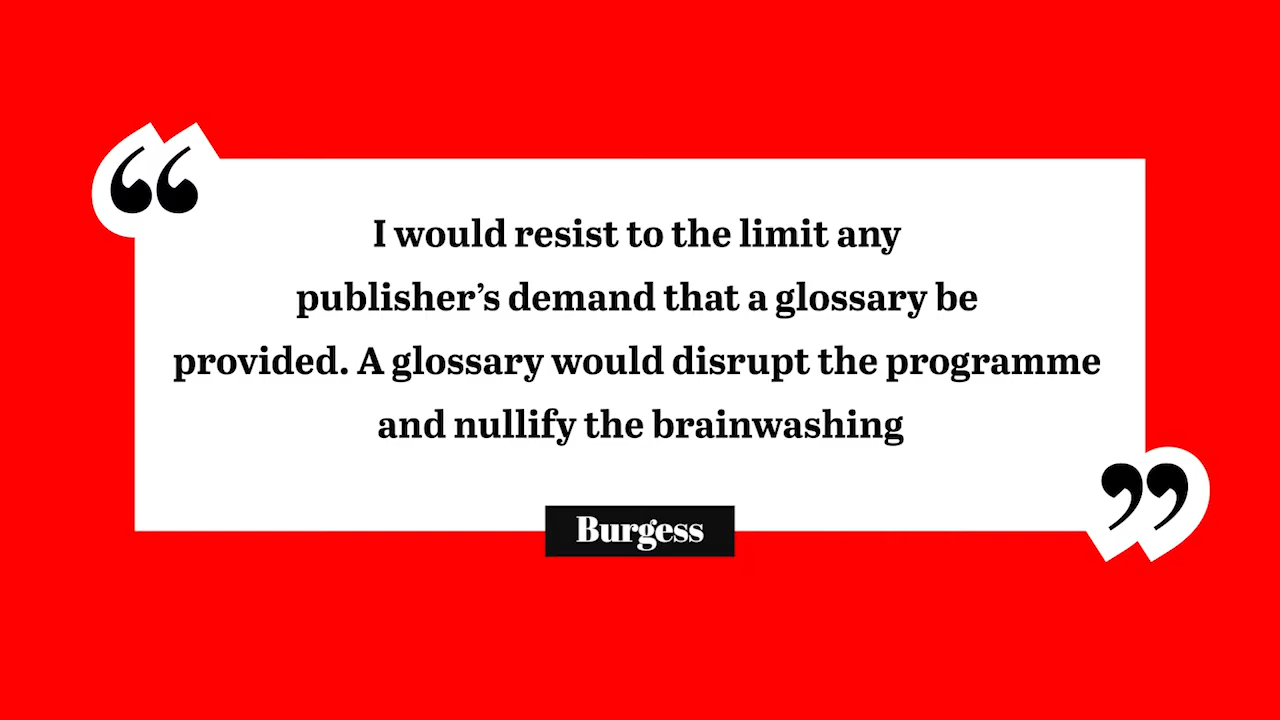 “
I would resist to the limit any
publisher’s demand that a glossary be
provided. A glossary would disrupt the programme
and nullify the brainwashing
”
Burgess